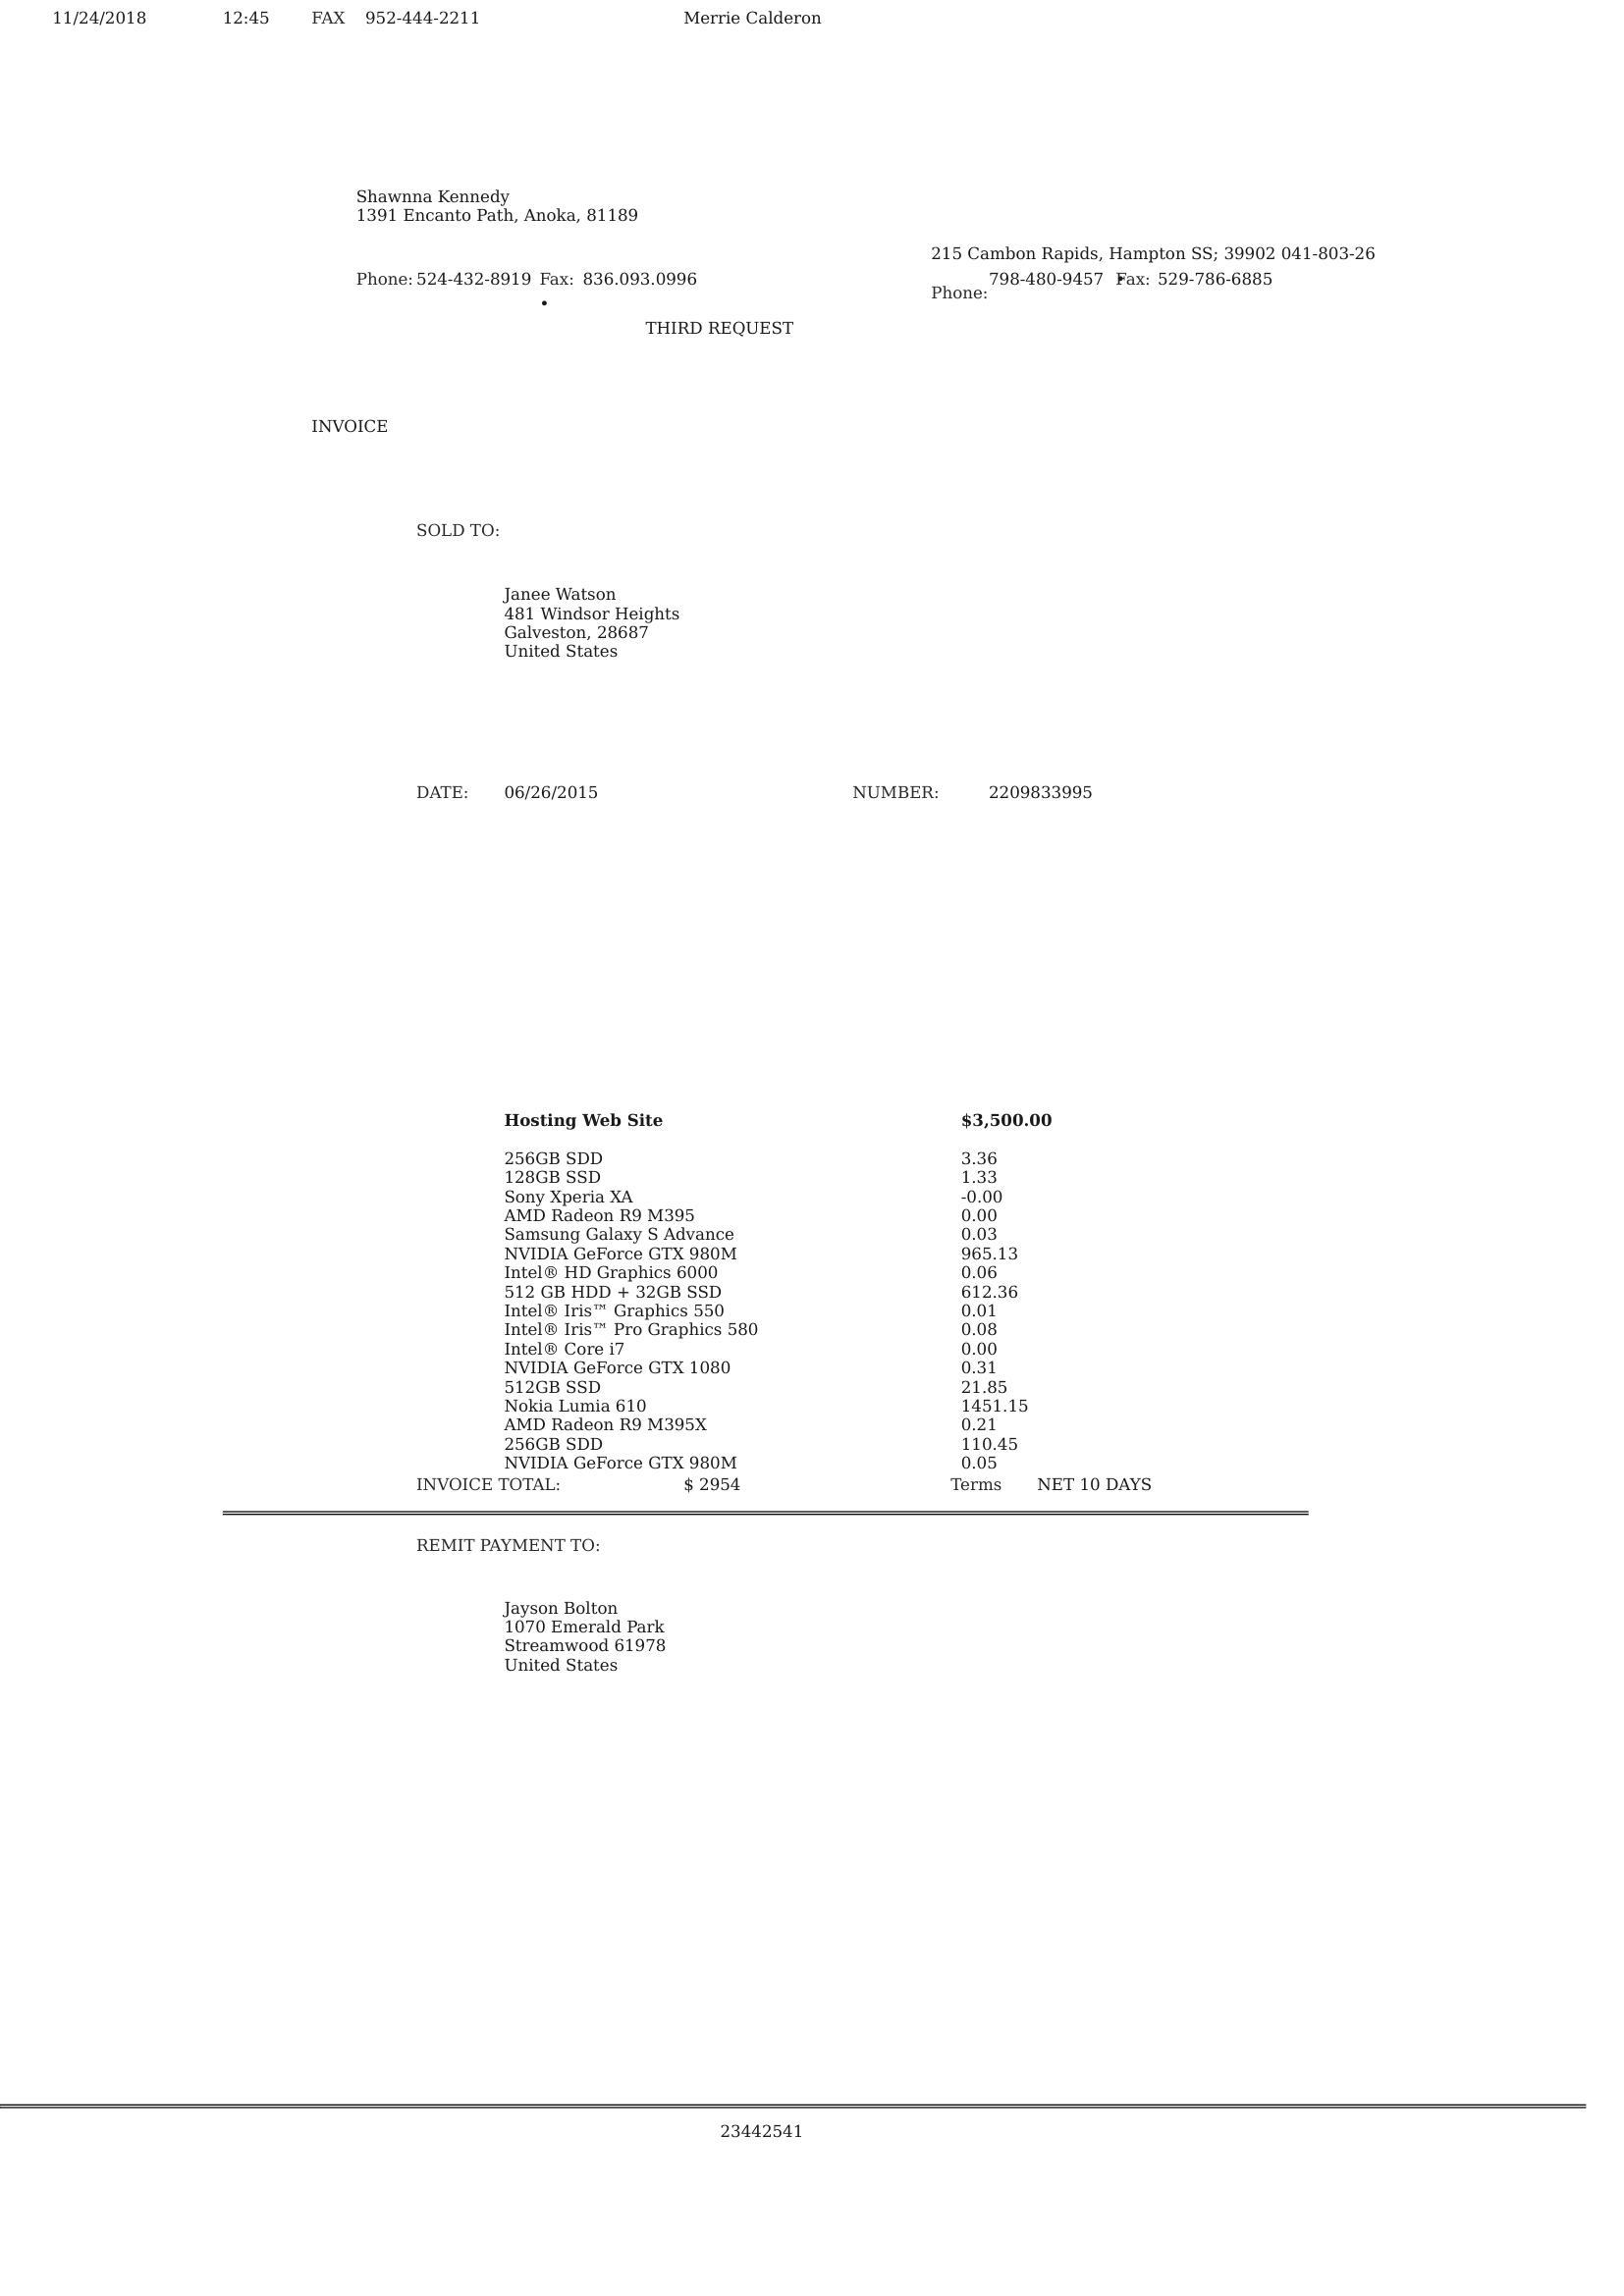 11/24/2018 12:45 FAX 952-444-2211 Merrie Calderon
Shawnna Kennedy
1391 Encanto Path, Anoka, 81189
215 Cambon Rapids, Hampton SS; 39902 041-803-26
Phone: 524-432-8919 Fax: 836.093.0996
•
798-480-9457 • Fax: 529-786-6885
Phone:
THIRD REQUEST
INVOICE
SOLD TO:
Janee Watson
481 Windsor Heights
Galveston, 28687
United States
DATE: 06/26/2015 NUMBER: 2209833995
Hosting Web Site $3,500.00
256GB SDD 3.36
128GB SSD 1.33
Sony Xperia XA -0.00
AMD Radeon R9 M395 0.00
Samsung Galaxy S Advance 0.03
NVIDIA GeForce GTX 980M 965.13
Intel® HD Graphics 6000 0.06
512 GB HDD + 32GB SSD 612.36
Intel® Iris™ Graphics 550 0.01
Intel® Iris™ Pro Graphics 580 0.08
Intel® Core i7 0.00
NVIDIA GeForce GTX 1080 0.31
512GB SSD 21.85
Nokia Lumia 610 1451.15
AMD Radeon R9 M395X 0.21
256GB SDD 110.45
NVIDIA GeForce GTX 980M 0.05
INVOICE TOTAL: $ 2954 Terms NET 10 DAYS
REMIT PAYMENT TO:
Jayson Bolton
1070 Emerald Park
Streamwood 61978
United States
23442541